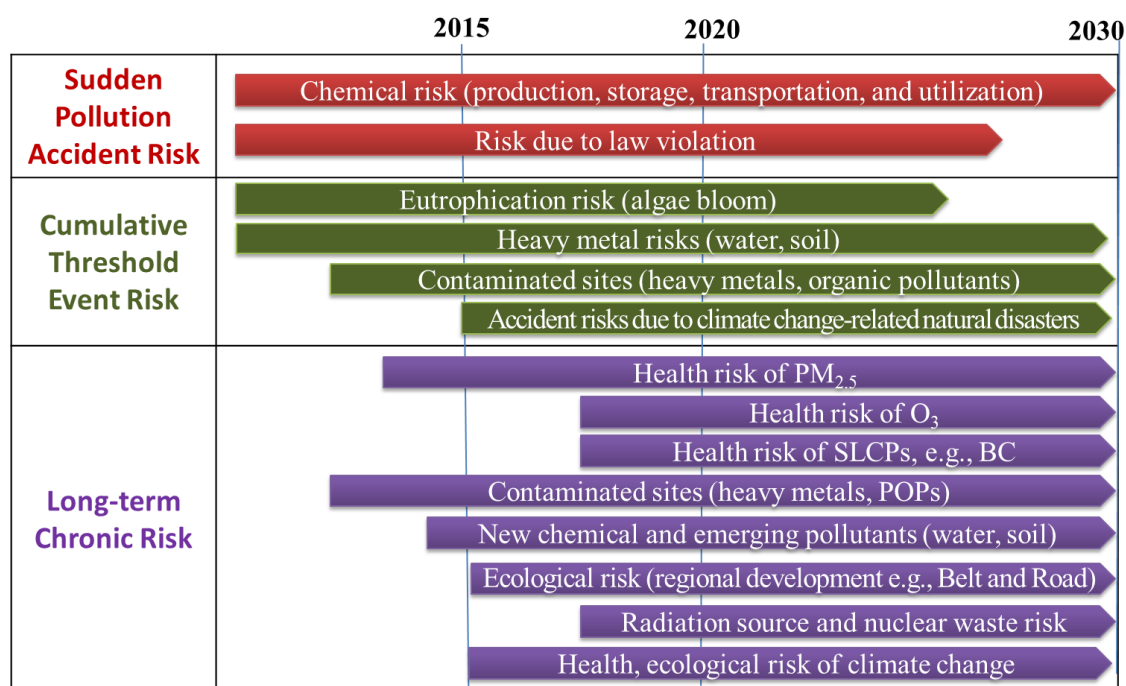 2015
2020
2030
Sudden
Pollution
Accident Risk
Chemical risk (production, storage, transportation, and utilization)
Risk due to law violation
Cumulative
Threshold
Event Risk
Eutrophication risk (algae bloom)
Heavy metal risks (water, soil)
Contaminated sites (heavy metals, organic pollutants)
Accident risks due to climate change-related natural disasters
Long-term
Chronic Risk
Health risk of PM2.5
Health risk of O3
Health risk of SLCPs, e.g., BC
Contaminated sites (heavy metals, POPs)
New chemical and emerging pollutants (water, soil)
Ecological risk (regional development e.g., Belt and Road)
Radiation source and nuclear waste risk
Health, ecological risk of climate change